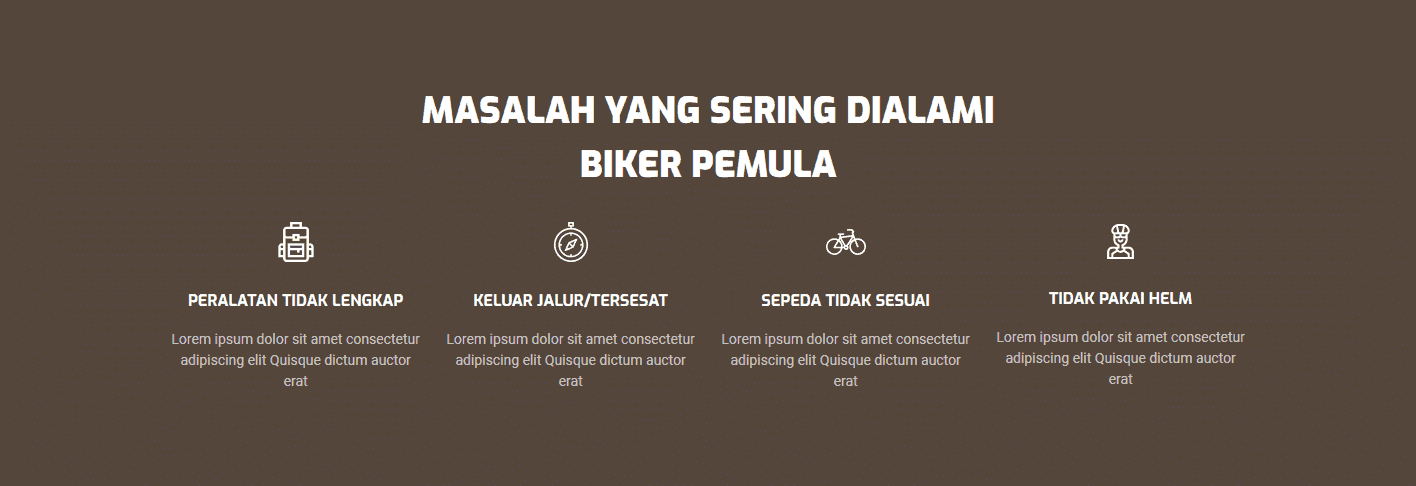 MASALAH YANG SERING DIALAMI
BIKER PEMULA
PERALATAN TIDAK LENGKAP
Lorem ipsum dolor sit amet consectetur
adipiscing elit Quisque dictum auctor
erat
KELUAR JALUR/TERSESAT
Lorem ipsum dolor sit amet consectetur
adipiscing elit Quisque dictum auctor
erat
SEPEDA TIDAK SESUAI
Lorem ipsum dolor sit amet consectetur
adipiscing elit Quisque dictum auctor
erat
TIDAK PAKAI HELM
Lorem ipsum dolor sit amet consectetur
adipiscing elit Quisque dictum auctor
erat